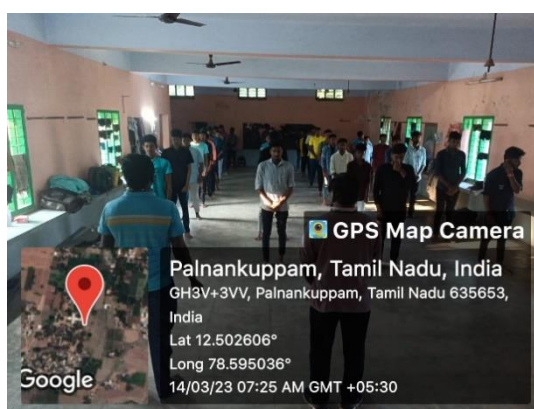 GPS Map Camera
Palnankuppam, Tamil Nadu, India
GH3V+3VV, Palnankuppam, Tamil Nadu 635653,
India
Lat 12.502606°
Long 78.595036°
14/03/23 07:25 AM GMT +05:30
Google